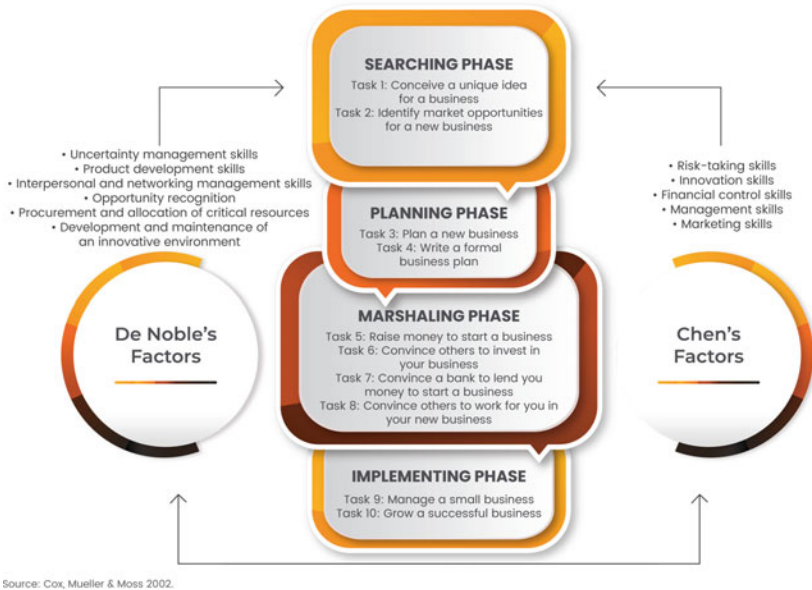 SEARCHING PHASE
Task 1: Conceive a unique idea
for a business
Task 2: Identify market opportunities
for a new business
• Uncertainty management skills
• Product development skills
• Interpersonal and networking management skills
• Opportunity recognition
• Procurement and allocation of critical resources
• Development and maintenance of
an innovative environment
• Risk-taking skills
• Innovation skills
• Financial control skills
• Management skills
• Marketing skills
PLANNING PHASE
Task 3: Plan a new business
Task 4: Write a formal
business plan
De Noble's
Factors
MARSHALING PHASE
Task 5: Raise money to start a business
Task 6: Convince others to invest in
your business
Task 7: Convince a bank to lend you
money to start a business
Task 8: Convince others to work for you in
your new business
Chen's
Factors
IMPLEMENTING PHASE
Task 9: Manage a small business
Task 10: Grow a successful business
Source: Cox, Mueller & Moss 2002.